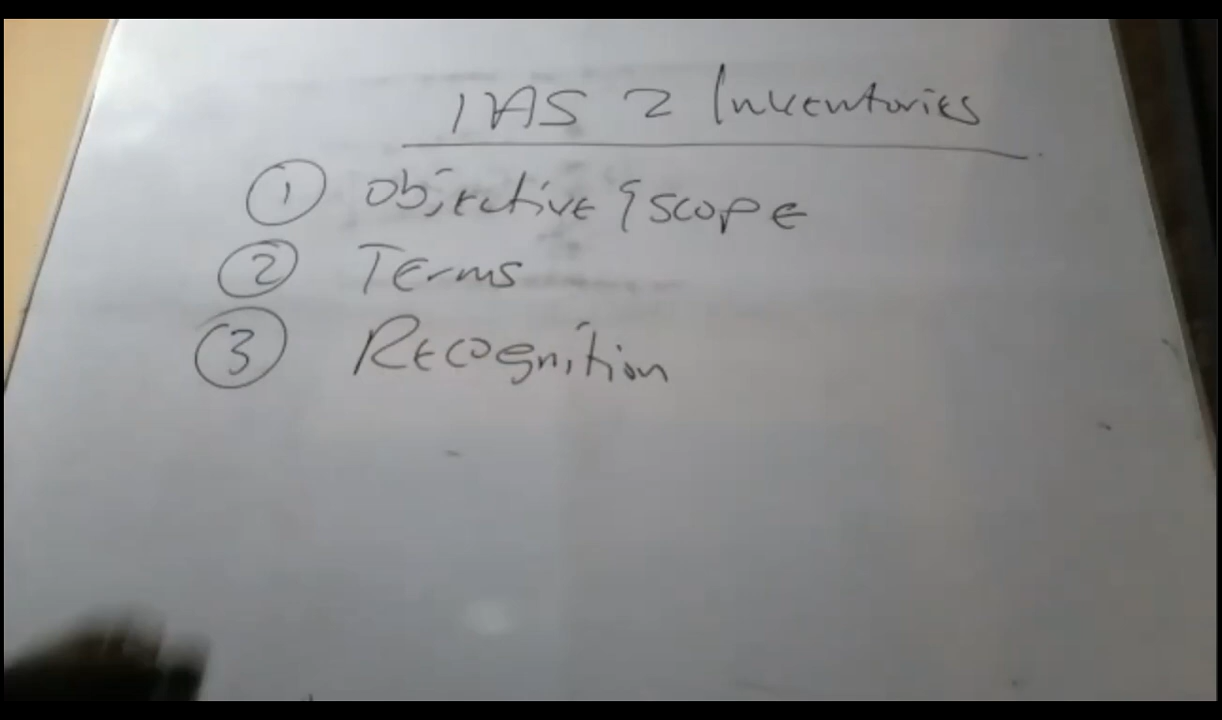 IAS 2 Inventories
① Objective & scope
② Terms
③ Recognition